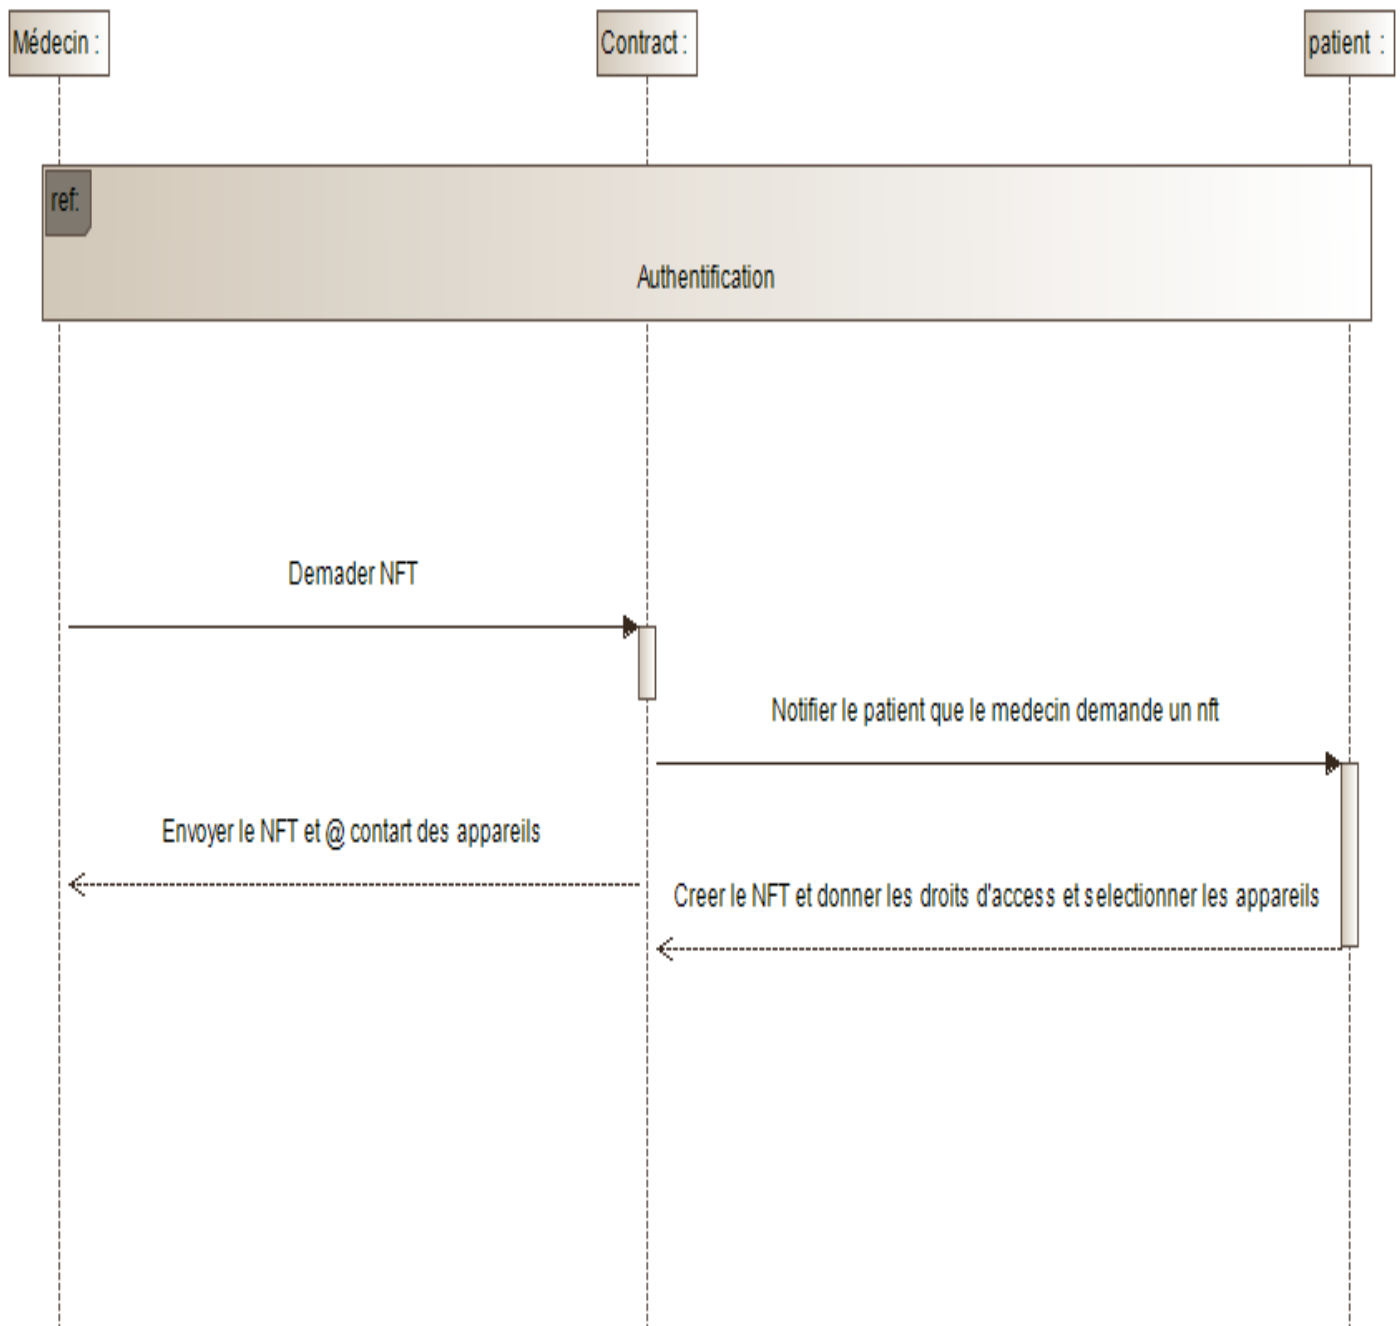 Médecin :
Contract :
patient :
ref:
Authentification
Demader NFT
Notifier le patient que le medecin demande un nft
Envoyer le NFT et @ contart des appareils
Creer le NFT et donner les droits d'access et selectionner les appareils